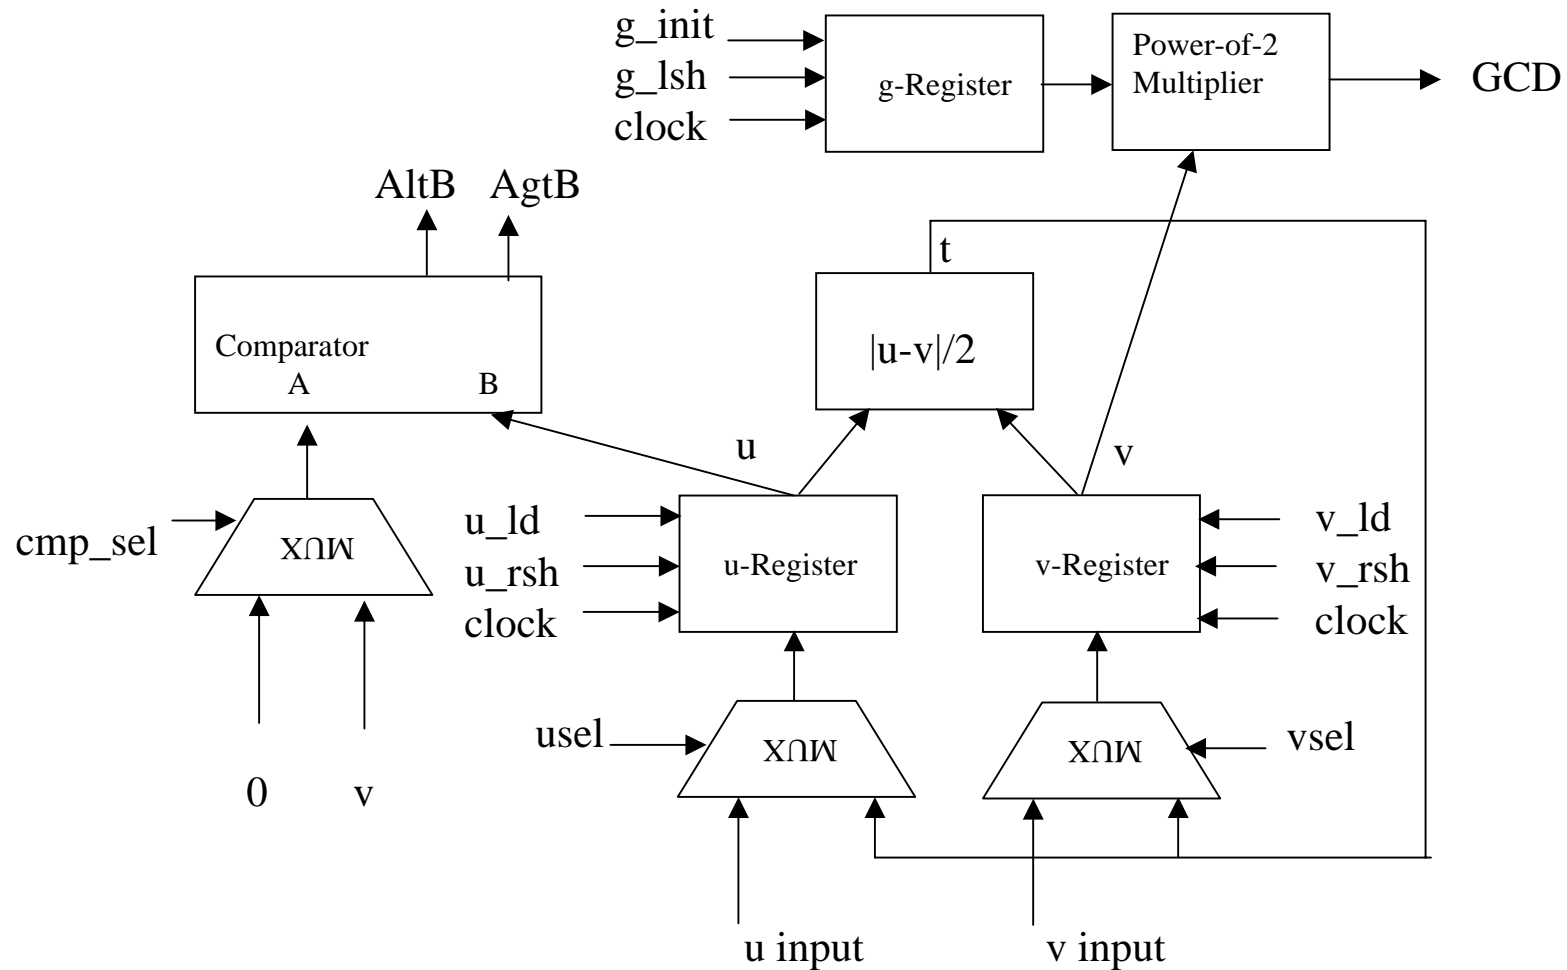 g_init
g_lsh
clock
g-Register
Power-of-2
Multiplier
GCD
AltB
AgtB
t
Comparator
A
B
|u-v|/2
u
v
cmp_sel
MUX
u_ld
u_rsh
clock
u-Register
v-Register
v_ld
v_rsh
clock
0
v
usel
MUX
MUX
vsel
u input
v input